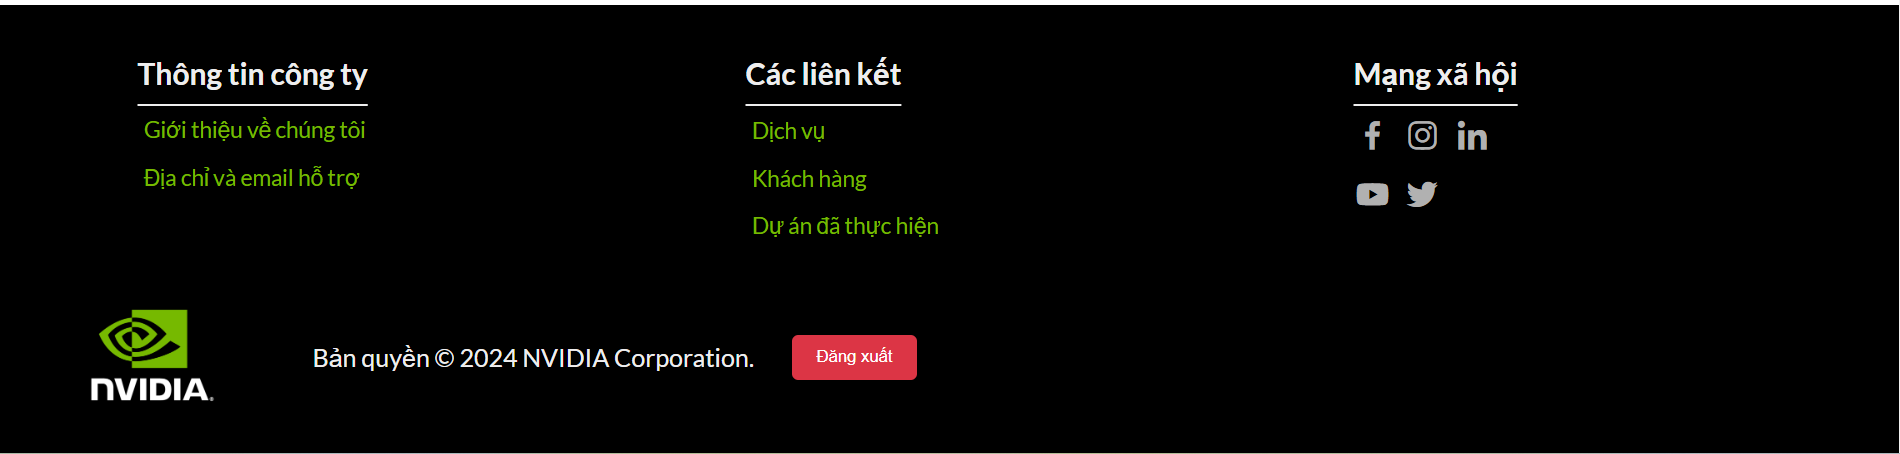 Thông tin công ty
Giới thiệu về chúng tôi
Địa chỉ và email hỗ trợ
Các liên kết
Dịch vụ
Khách hàng
Dự án đã thực hiện
Mạng xã hội
NVIDIA.
Bản quyền © 2024 NVIDIA Corporation.
Đăng xuất